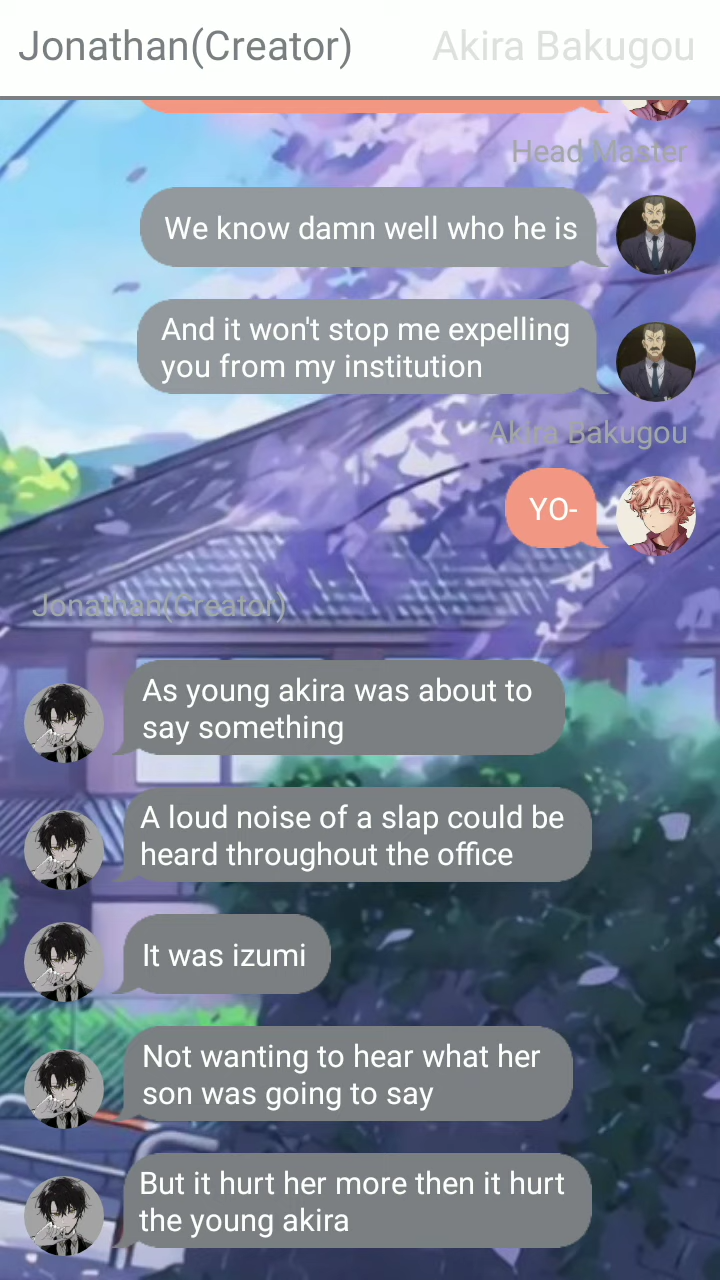 Jonathan(Creator) Akira Bakugou
Head Master
We know damn well who he is
And it won't stop me expelling
you from my institution
Akira Bakugou
YO-
Jonathan(Creator)
As young akira was about to
say something
A loud noise of a slap could be
heard throughout the office
It was izumi
Not wanting to hear what her
son was going to say
But it hurt her more then it hurt
the young akira